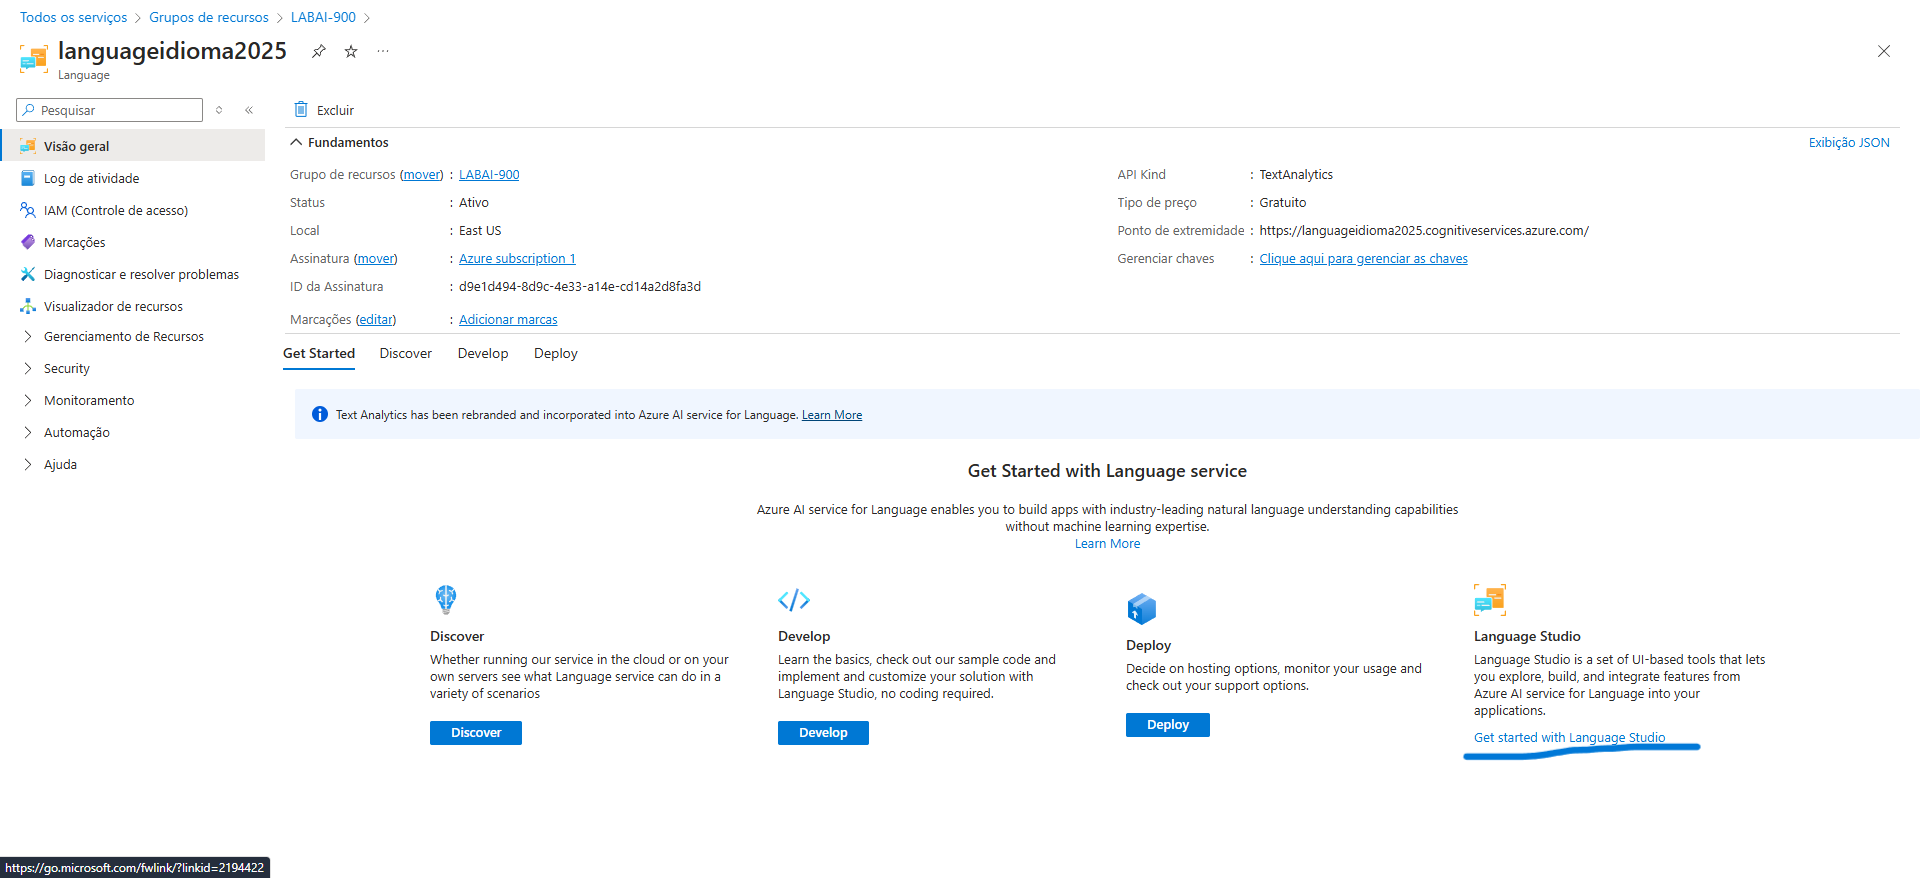 Todos os serviços > Grupos de recursos > LABAI-900 >
languageidioma2025
Language
Pesquisar
Visão geral
Log de atividade
IAM (Controle de acesso)
Marcações
Diagnosticar e resolver problemas
Visualizador de recursos
Gerenciamento de Recursos
Security
Monitoramento
Automação
Ajuda
Excluir
Fundamentos
Exibição JSON
Grupo de recursos (mover) : LABAI-900
Status : Ativo
Local : East US
Assinatura (mover) : Azure subscription 1
ID da Assinatura : d9e1d494-8d9c-4e33-a14e-cd14a2d8fa3d
Marcações (editar) : Adicionar marcas
API Kind : TextAnalytics
Tipo de preço : Gratuito
Ponto de extremidade : https://languageidioma2025.cognitiveservices.azure.com/
Gerenciar chaves : Clique aqui para gerenciar as chaves
Get Started Discover Develop Deploy
Text Analytics has been rebranded and incorporated into Azure AI service for Language. Learn More
Get Started with Language service
Azure AI service for Language enables you to build apps with industry-leading natural language understanding capabilities
without machine learning expertise.
Learn More
Discover
Whether running our service in the cloud or on your
own servers see what Language service can do in a
variety of scenarios
Discover
Develop
Learn the basics, check out our sample code and
implement and customize your solution with
Language Studio, no coding required.
Develop
Deploy
Decide on hosting options, monitor your usage and
check out your support options.
Deploy
Language Studio
Language Studio is a set of UI-based tools that lets
you explore, build, and integrate features from
Azure AI service for Language into your
applications.
Get started with Language Studio
https://go.microsoft.com/fwlink/?linkid=2194422